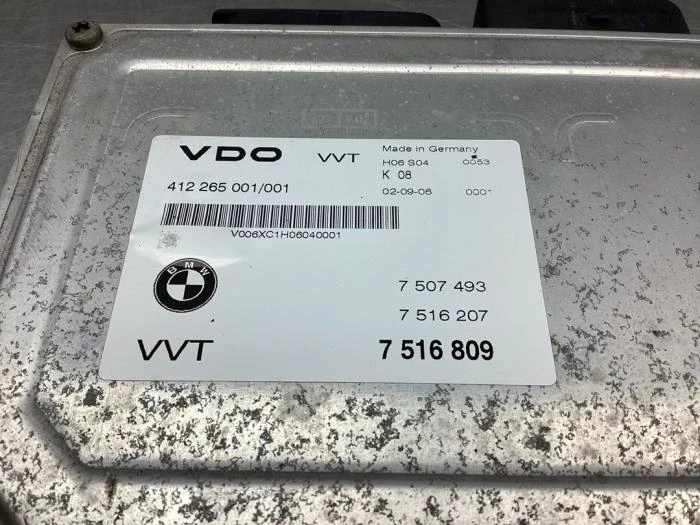 VDO VVT Made in Germany
H06 S04 0053
K 08
412 265 001/001 02-09-06
V006XC1H06040001
BMW
7 507 493
7 516 207
VVT 7 516 809